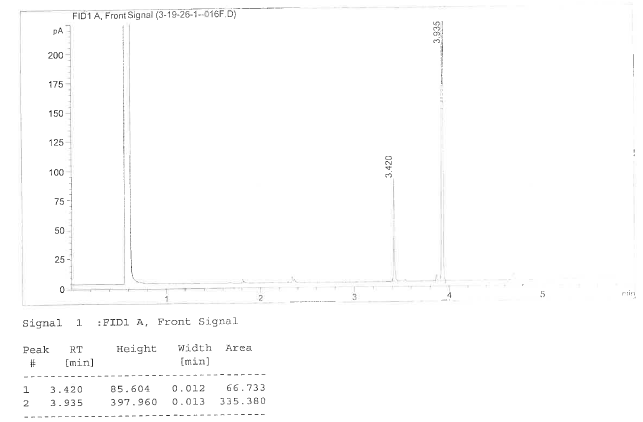 FID1 A, Front Signal (3-19-26-1--016F.D)
pA
200
175
150
125
100
75
50
25
0
3.420
3.935
1 2 3 4 5
Signal 1 :FID1 A, Front Signal
Peak RT Height Width Area
# [min] [min]
1 3.420 85.604 0.012 66.733
2 3.935 397.960 0.013 335.380